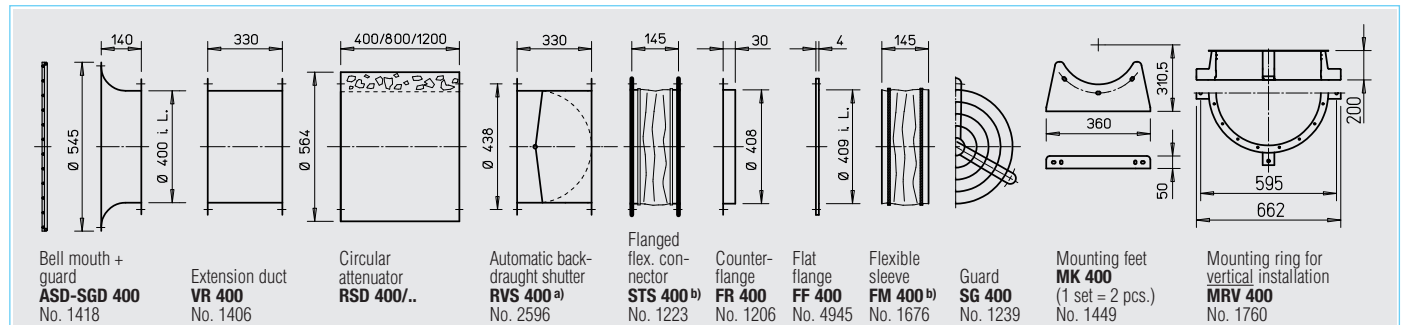 140
Ø 545
Ø 400 i. L.
Bell mouth +
guard
ASD-SGD 400
No. 1418
330
Extension duct
VR 400
No. 1406
400/800/1200
Ø 564
Circular
attenuator
RSD 400/..
330
Ø 438
Automatic back-
draught shutter
RVS 400 a)
No. 2596
145
Flanged
flex. con-
nector
STS 400 b)
No. 1223
30
Ø 408
Counter-
flange
FR 400
No. 1206
4
Ø 409 i. L.
Flat
flange
FF 400
No. 4945
145
Flexible
sleeve
FM 400 b)
No. 1676
Guard
SG 400
No. 1239
310,5
360
50
Mounting feet
MK 400
(1 set = 2 pcs.)
No. 1449
200
595
662
Mounting ring for
vertical installation
MRV 400
No. 1760